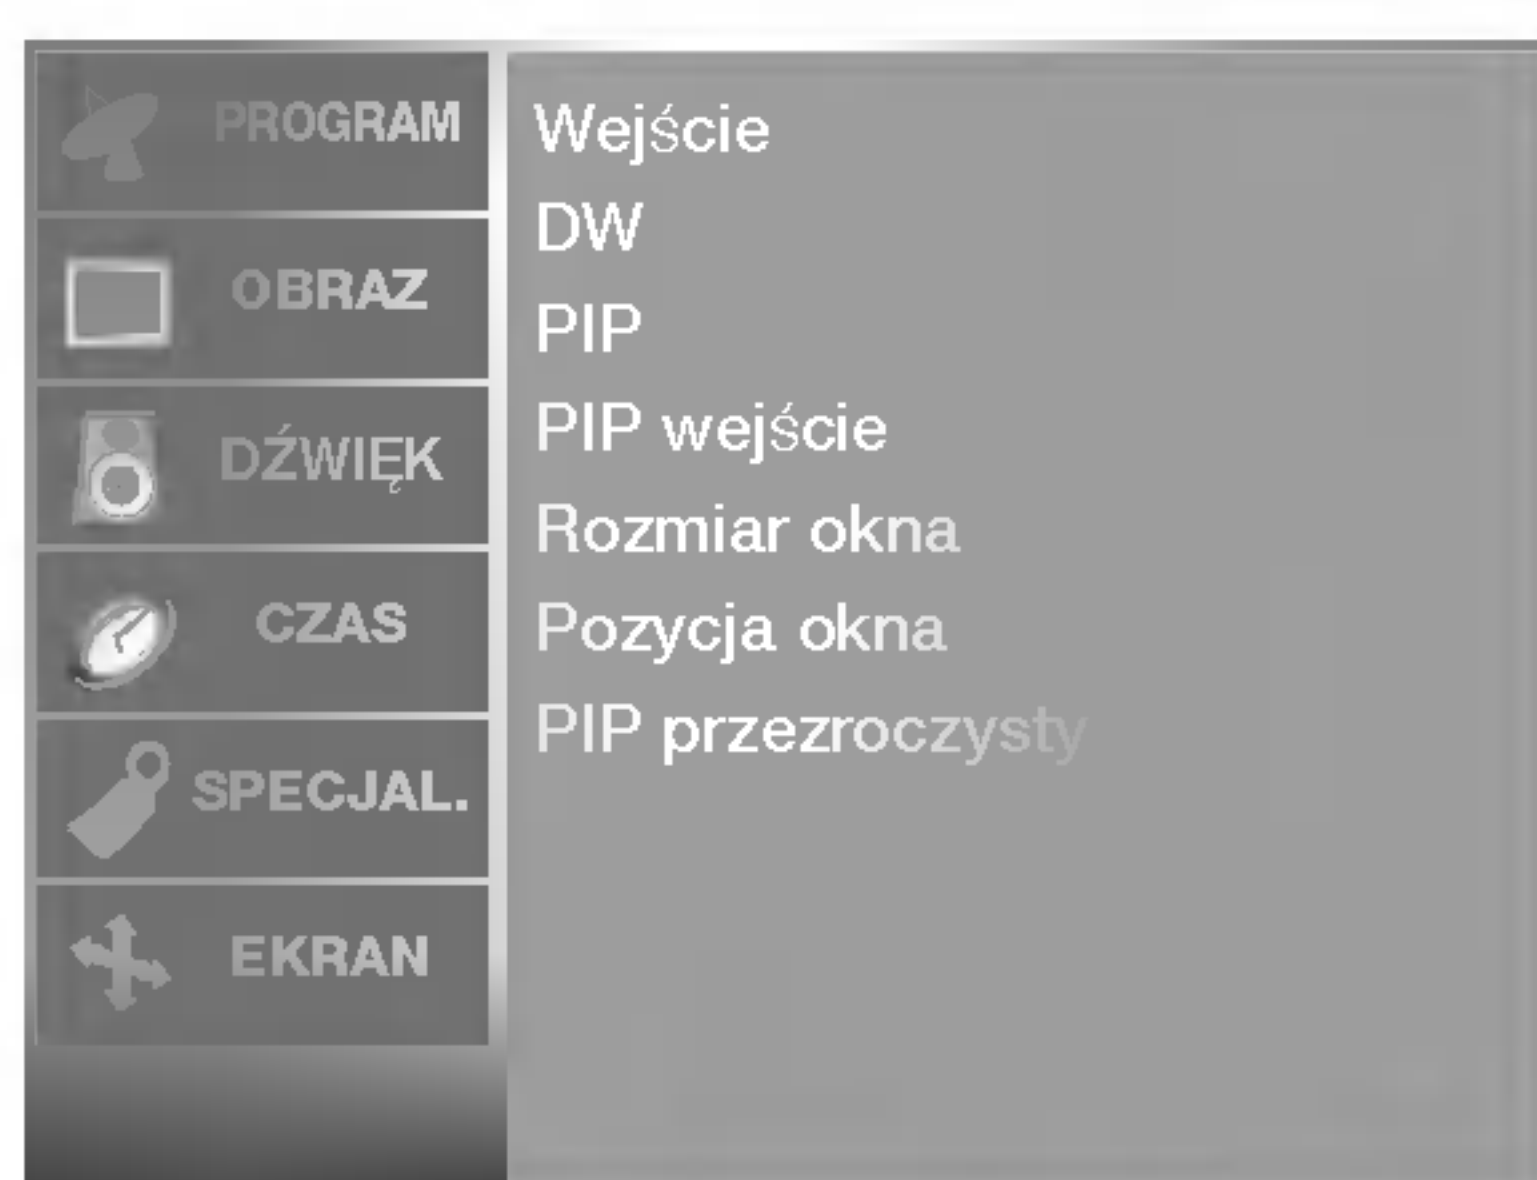 PROGRAM
OBRAZ
DŹWIĘK
CZAS
SPECJAL.
EKRAN
Wejście
DW
PIP
PIP wejście
Rozmiar okna
Pozycja okna
PIP przezroczysty